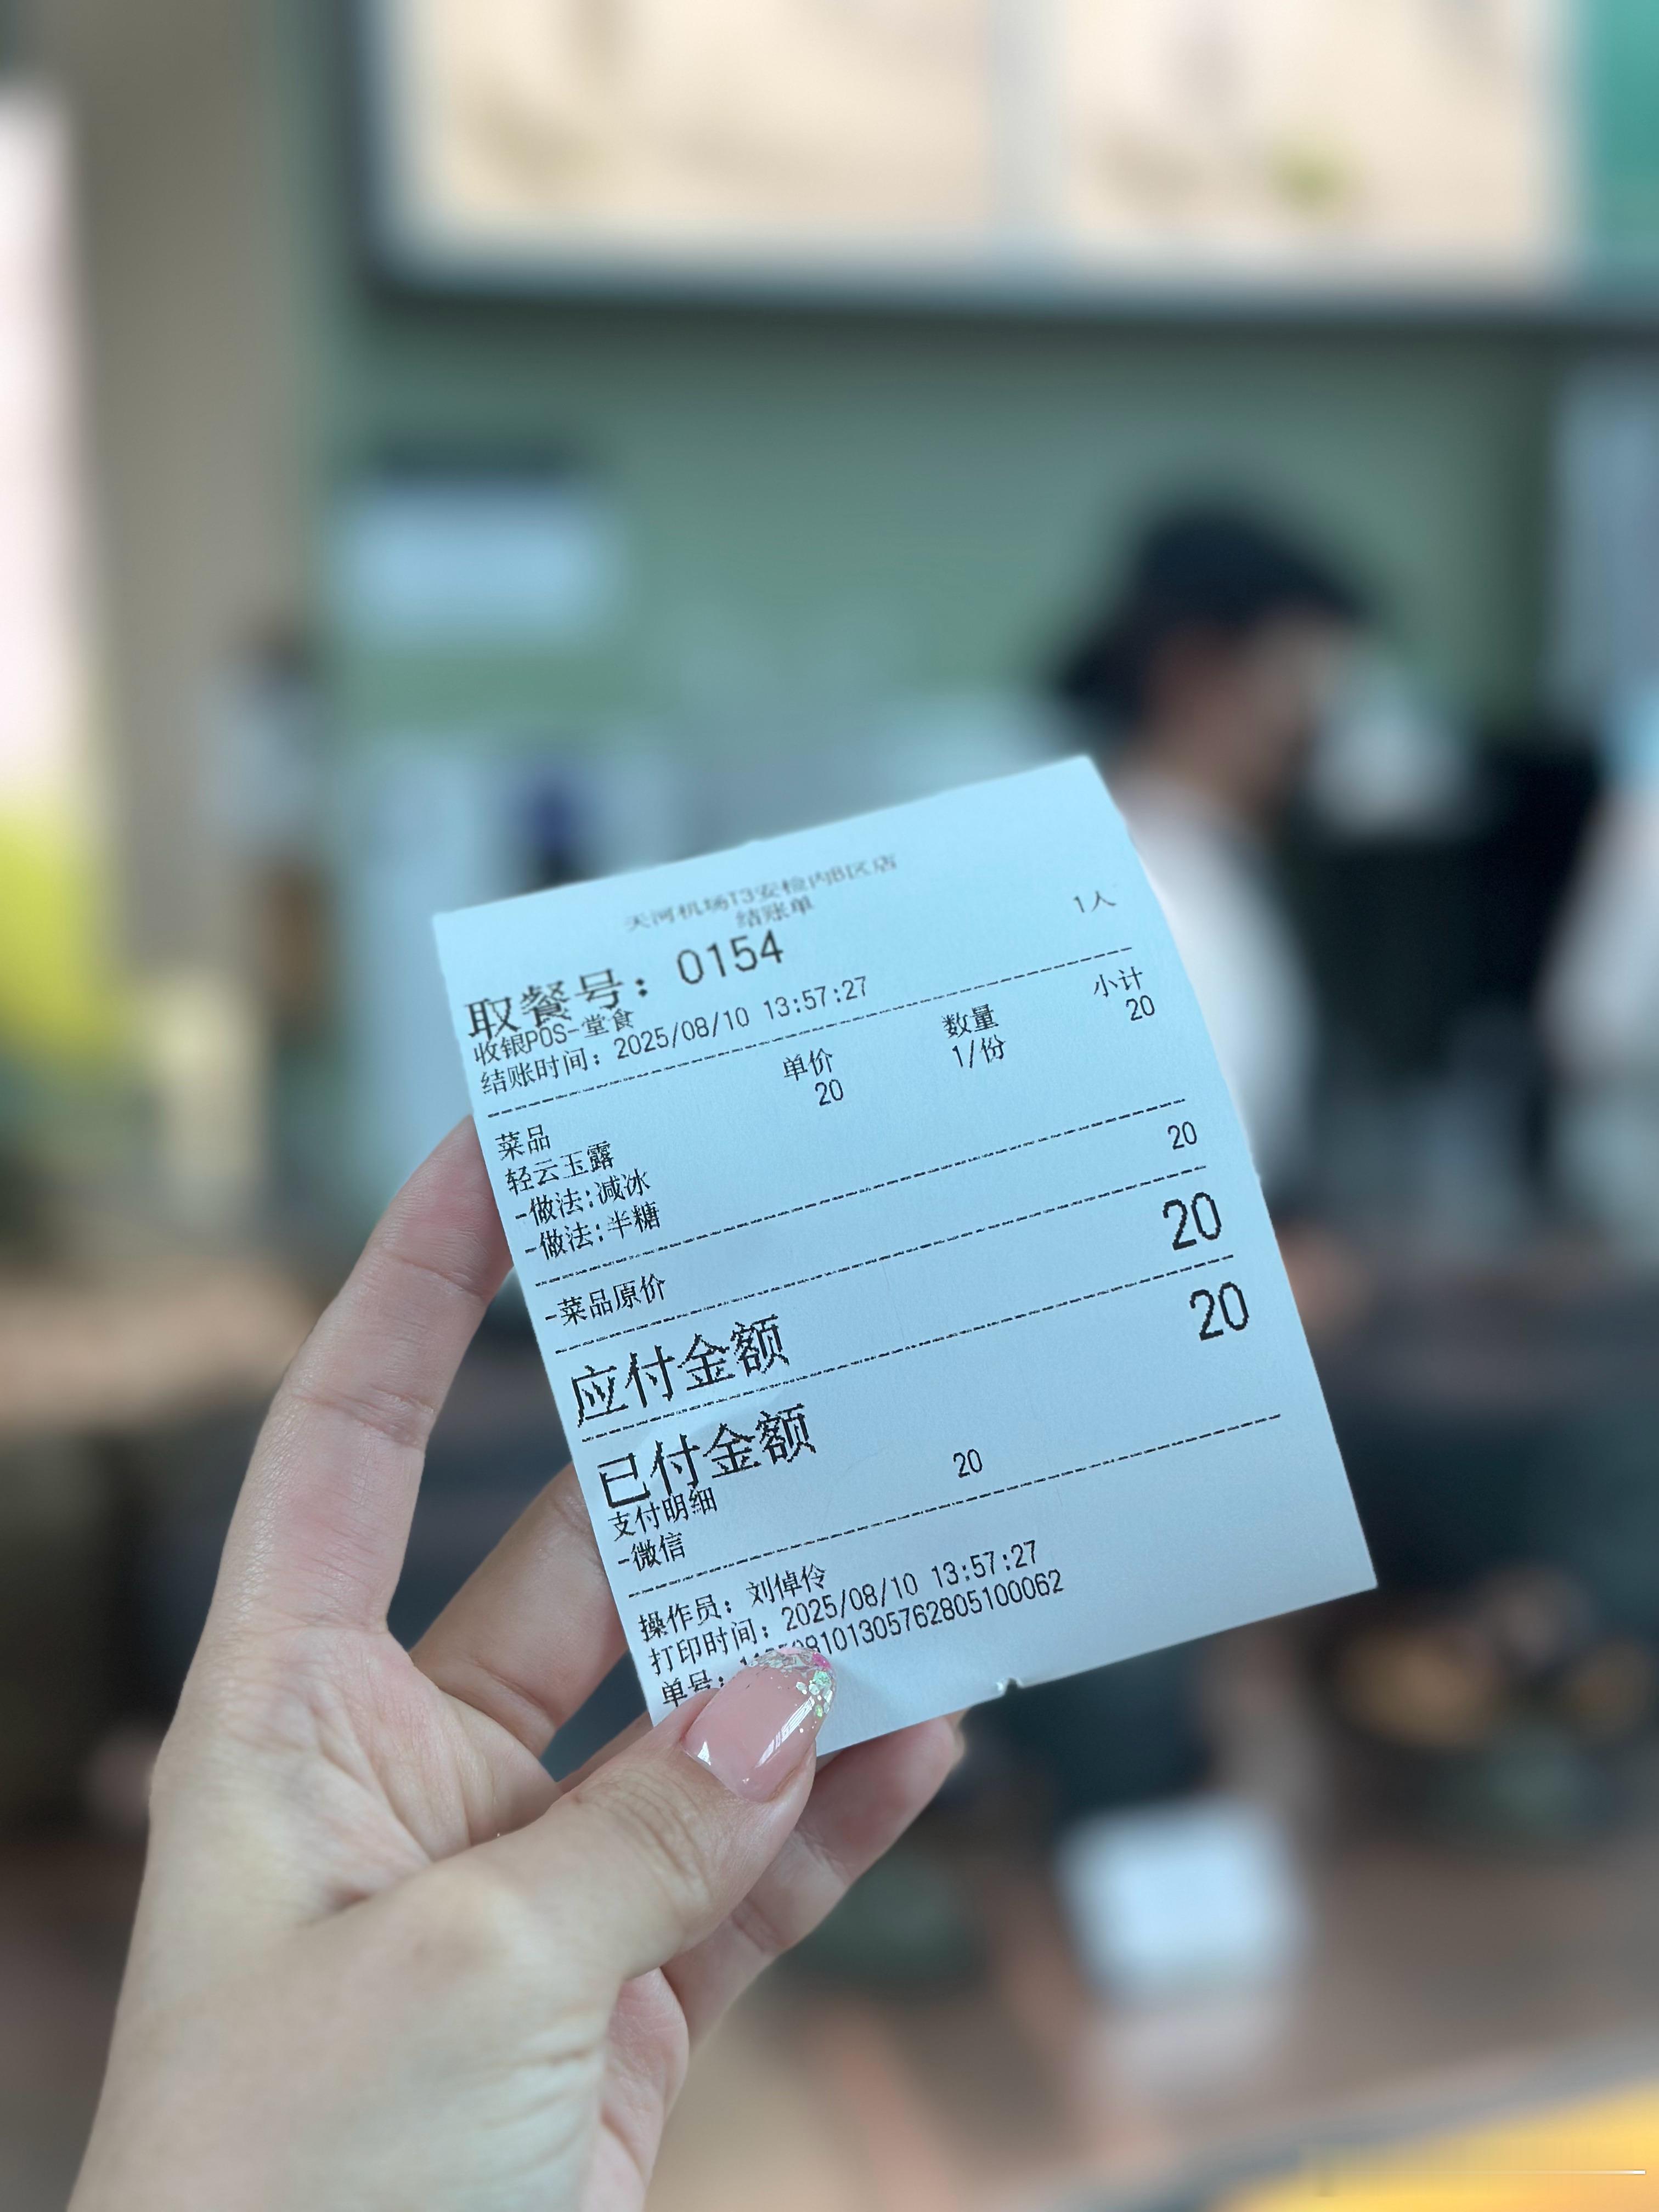 天河机场T3安检内B区店
结账单
取餐号：0154 1人
收银POS-堂食
结账时间：2025/08/10 13:57:27
菜品 单价 数量 小计
轻云玉露 20 1/份 20
-做法:减冰
-做法:半糖
-菜品原价 20
应付金额 20
已付金额 20
支付明细
-微信 20
操作员：刘倬伶
打印时间：2025/08/10 13:57:27
单号: